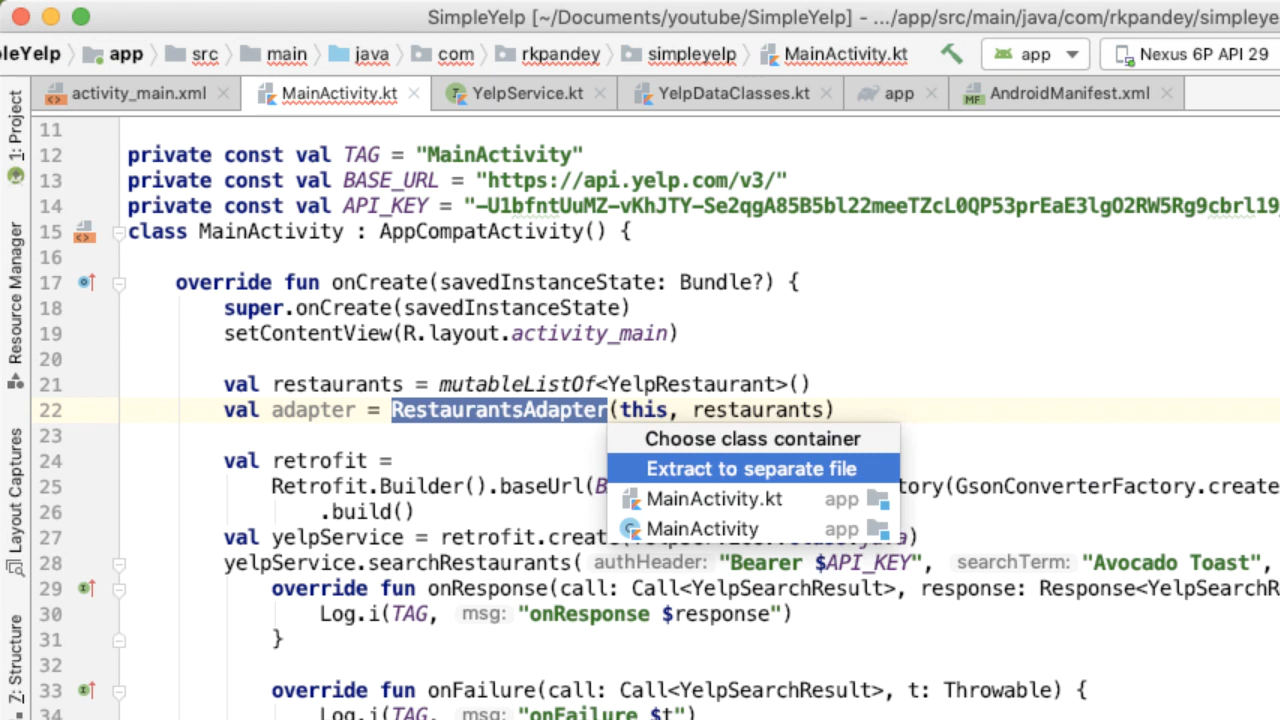 SimpleYelp [~/Documents/youtube/SimpleYelp] - .../app/src/main/java/com/rkpandey/simpleye
leYelp app src main java com rkpandey simpleyelp MainActivity.kt app Nexus 6P API 29
activity_main.xml MainActivity.kt YelpService.kt YelpDataClasses.kt app MF AndroidManifest.xml
1: Project
Resource Manager
Layout Captures
Z: Structure
11
12 private const val TAG = "MainActivity"
13 private const val BASE_URL = "https://api.yelp.com/v3/"
14 private const val API_KEY = "-U1bfntUuMZ-vKhJTY-Se2qgA85B5bl22meeTZcL0QP53prEaE3lgO2RW5Rg9cbrl19
15 class MainActivity : AppCompatActivity() {
16
17 override fun onCreate(savedInstanceState: Bundle?) {
18 super.onCreate(savedInstanceState)
19 setContentView(R.layout.activity_main)
20
21 val restaurants = mutableListOf<YelpRestaurant>()
22 val adapter = RestaurantsAdapter(this, restaurants)
Choose class container
Extract to separate file
MainActivity.kt app
MainActivity app
23
24 val retrofit =
25 Retrofit.Builder().baseUrl(B tory(GsonConverterFactory.create
26 .build()
27 val yelpService = retrofit.create
28 yelpService.searchRestaurants( authHeader: "Bearer $API_KEY", searchTerm: "Avocado Toast",
29 override fun onResponse(call: Call<YelpSearchResult>, response: Response<YelpSearchR
30 Log.i(TAG, msg: "onResponse $response")
31 }
32
33 override fun onFailure(call: Call<YelpSearchResult>, t: Throwable) {
34 Log.i(TAG, msg: "onFailure $t")